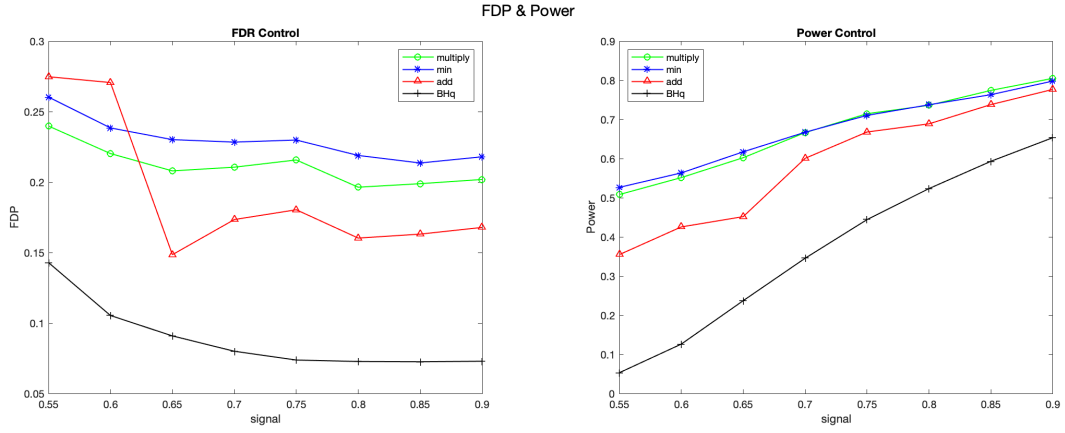 FDP & Power
FDR Control
0.3
0.25
0.2
0.15
0.1
0.05
FDP
0.55 0.6 0.65 0.7 0.75 0.8 0.85 0.9
signal
multiply
min
add
BHq
Power Control
0.9
0.8
0.7
0.6
0.5
0.4
0.3
0.2
0.1
0
Power
0.55 0.6 0.65 0.7 0.75 0.8 0.85 0.9
signal
multiply
min
add
BHq